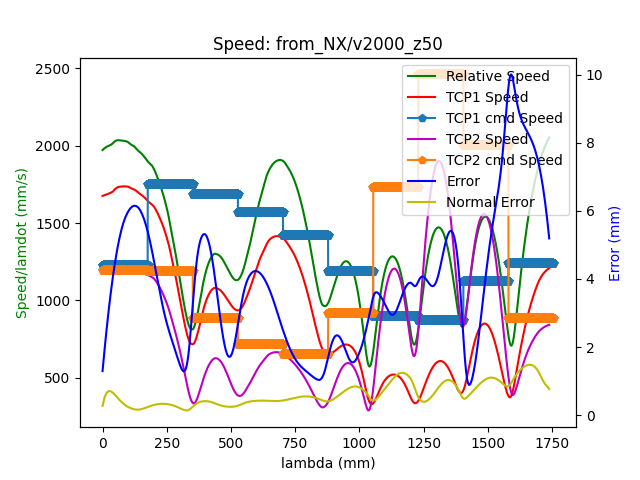 Speed: from_NX/v2000_z50
2500
2000
1500
1000
500
Speed/lamdot (mm/s)
Relative Speed
TCP1 Speed
TCP1 cmd Speed
TCP2 Speed
TCP2 cmd Speed
Error
Normal Error
10
8
6
4
2
0
Error (mm)
0 250 500 750 1000 1250 1500 1750
lambda (mm)